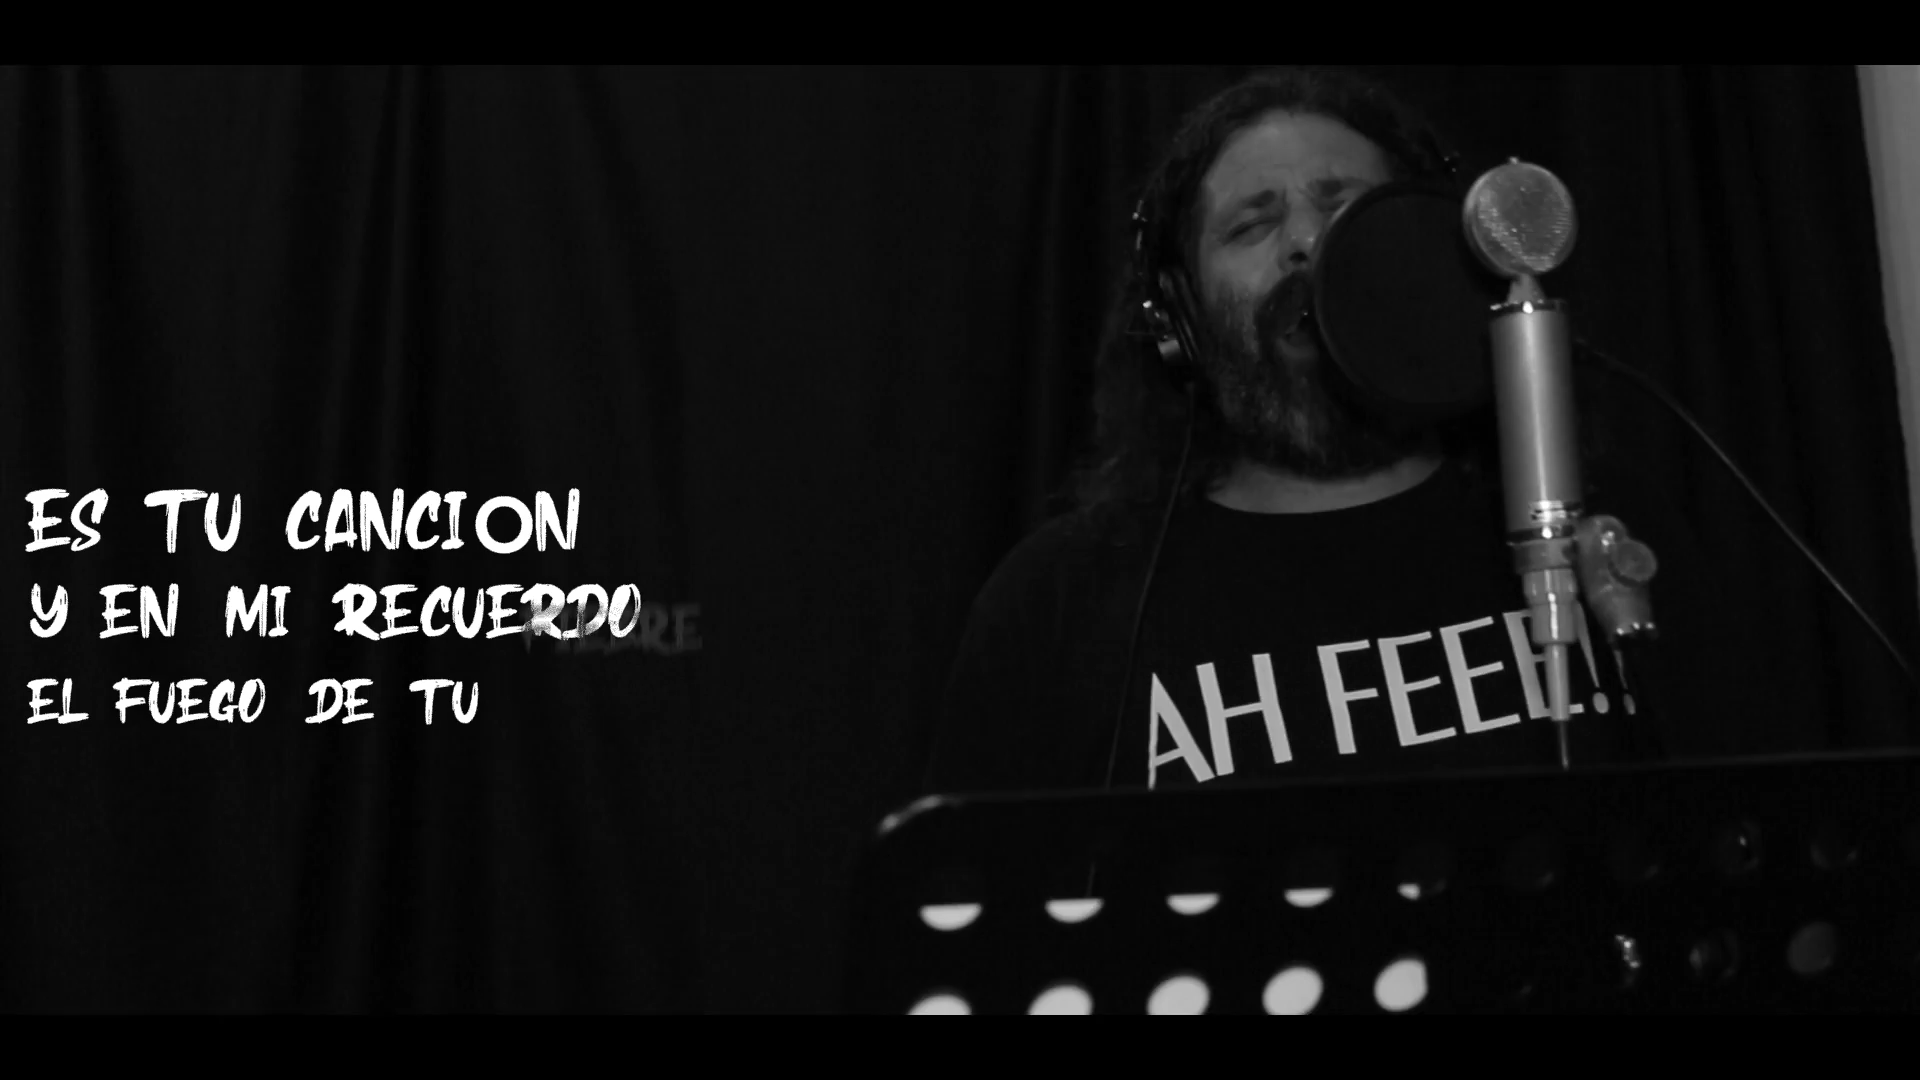 ES TU CANCION
Y EN MI RECUERDO
EL FUEGO DE TU
AH FEEE!!